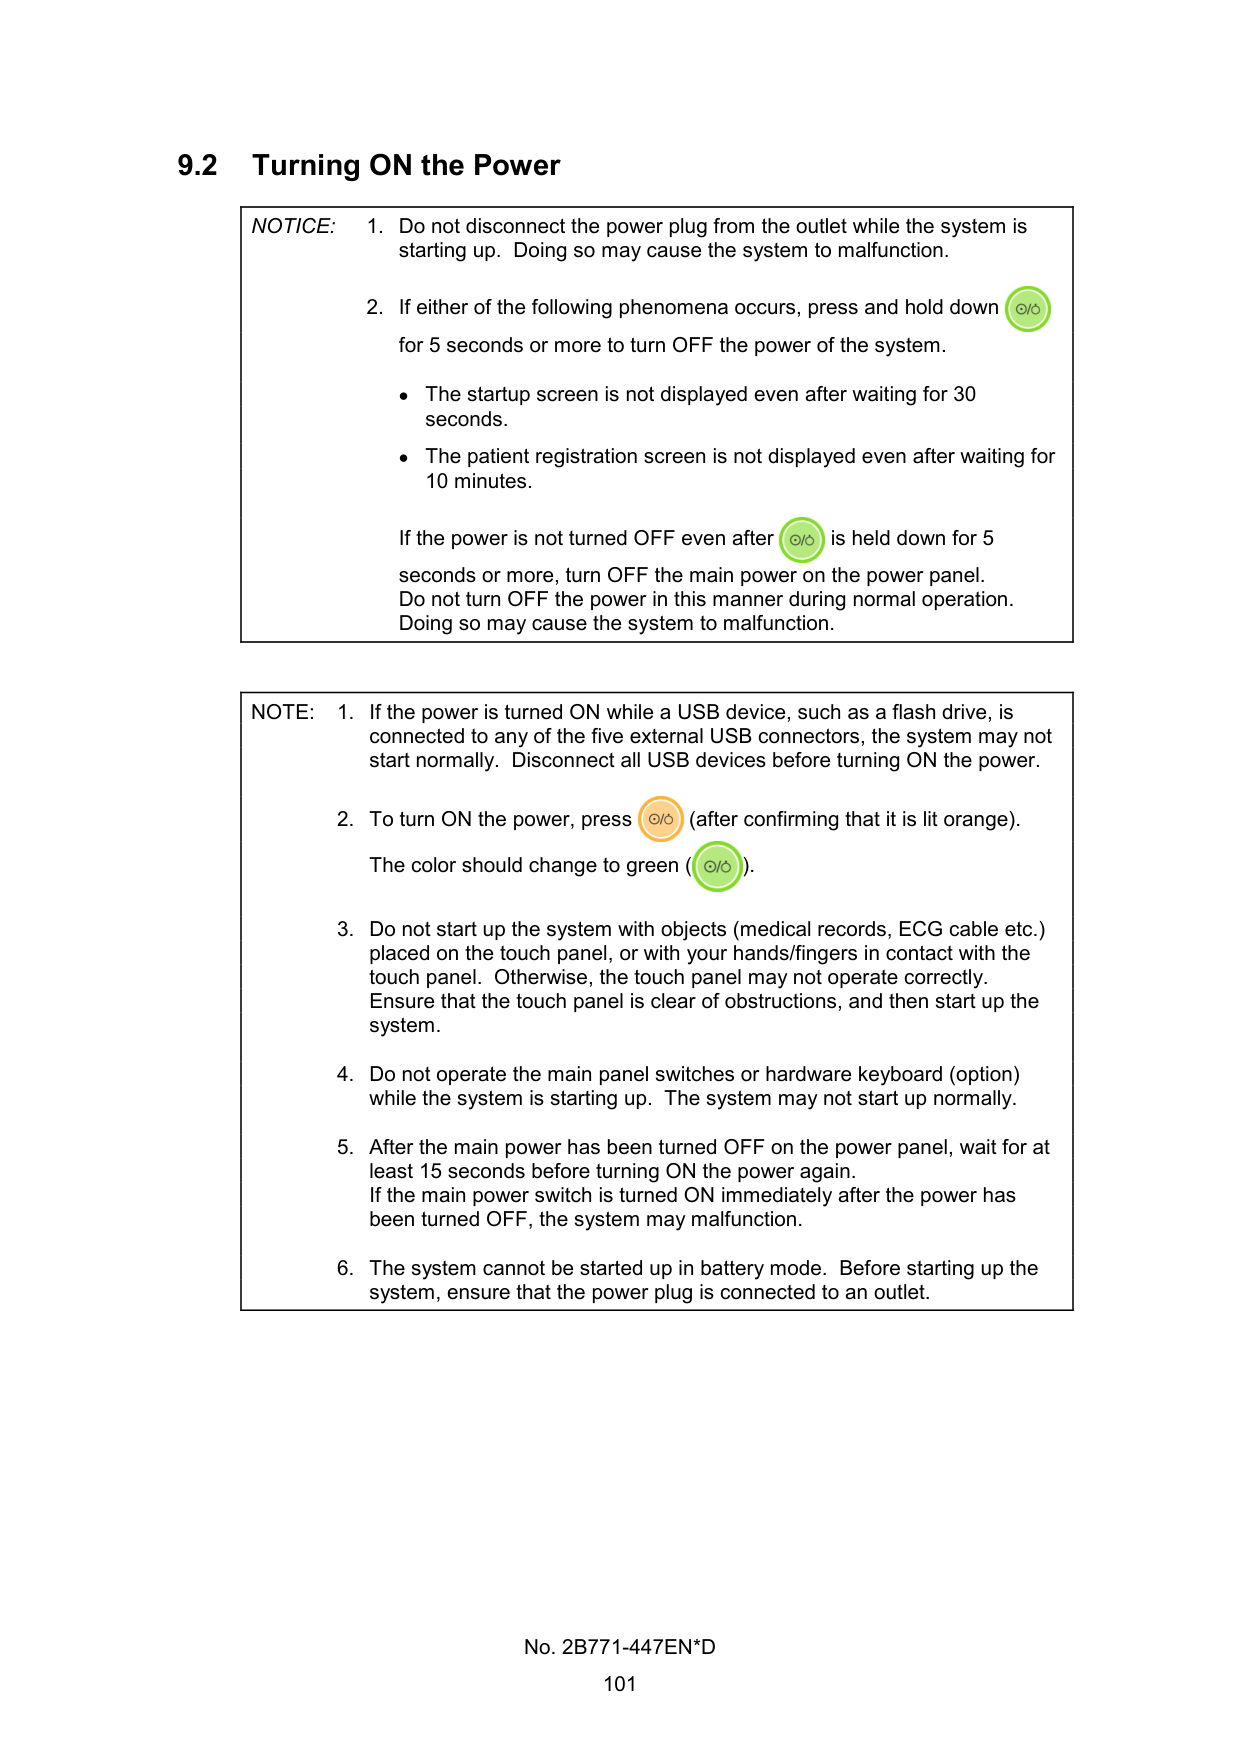 9.2 Turning ON the Power
NOTICE: 1. Do not disconnect the power plug from the outlet while the system is
starting up. Doing so may cause the system to malfunction.
2. If either of the following phenomena occurs, press and hold down
for 5 seconds or more to turn OFF the power of the system.
● The startup screen is not displayed even after waiting for 30
seconds.
● The patient registration screen is not displayed even after waiting for
10 minutes.
If the power is not turned OFF even after is held down for 5
seconds or more, turn OFF the main power on the power panel.
Do not turn OFF the power in this manner during normal operation.
Doing so may cause the system to malfunction.
NOTE: 1. If the power is turned ON while a USB device, such as a flash drive, is
connected to any of the five external USB connectors, the system may not
start normally. Disconnect all USB devices before turning ON the power.
2. To turn ON the power, press (after confirming that it is lit orange).
The color should change to green ( ).
3. Do not start up the system with objects (medical records, ECG cable etc.)
placed on the touch panel, or with your hands/fingers in contact with the
touch panel. Otherwise, the touch panel may not operate correctly.
Ensure that the touch panel is clear of obstructions, and then start up the
system.
4. Do not operate the main panel switches or hardware keyboard (option)
while the system is starting up. The system may not start up normally.
5. After the main power has been turned OFF on the power panel, wait for at
least 15 seconds before turning ON the power again.
If the main power switch is turned ON immediately after the power has
been turned OFF, the system may malfunction.
6. The system cannot be started up in battery mode. Before starting up the
system, ensure that the power plug is connected to an outlet.
No. 2B771-447EN*D
101